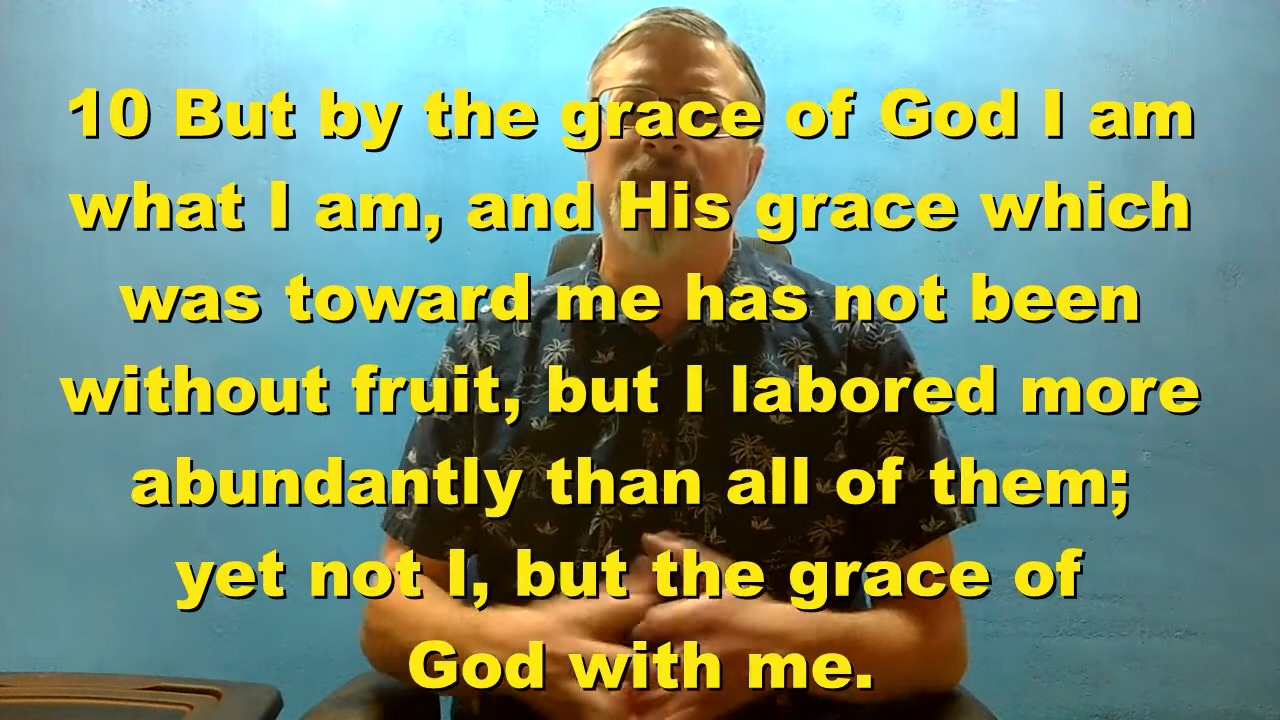 10 But by the grace of God I am
what I am, and His grace which
was toward me has not been
without fruit, but I labored more
abundantly than all of them;
yet not I, but the grace of
God with me.